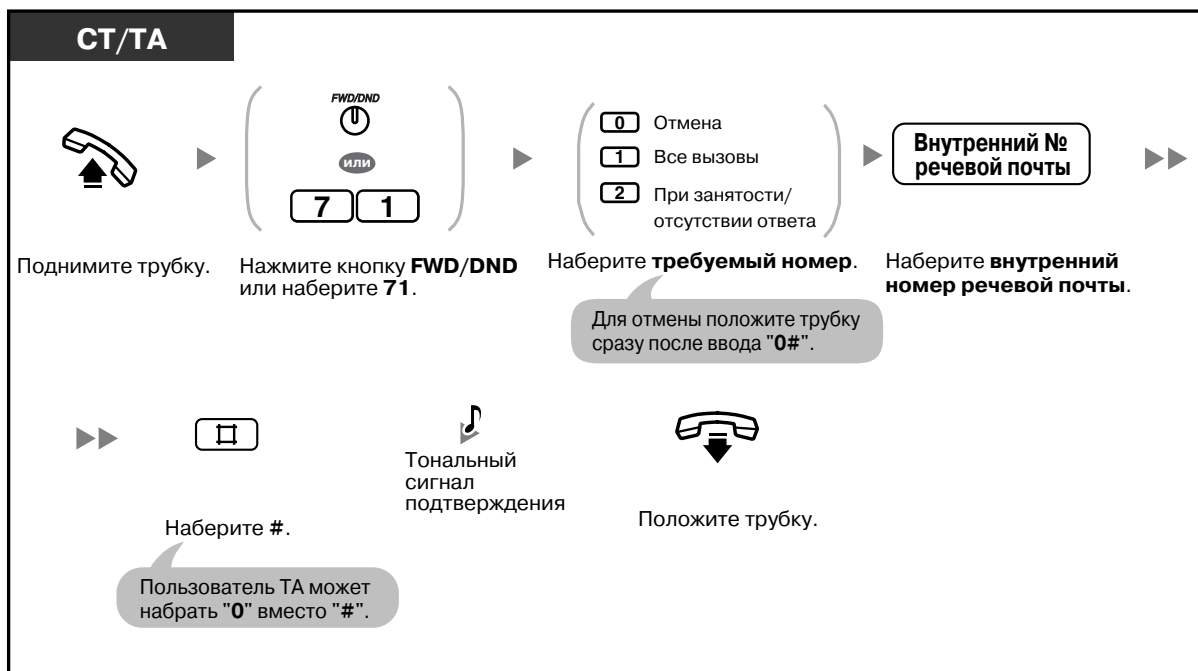 СТ/ТА
FWD/DND
или
7 1
0 Отмена
1 Все вызовы
2 При занятости/
отсутствии ответа
Внутренний №
речевой почты
Поднимите трубку.
Нажмите кнопку FWD/DND
или наберите 71.
Наберите требуемый номер.
Для отмены положите трубку
сразу после ввода "0#".
Наберите внутренний
номер речевой почты.
Наберите #.
Пользователь ТА может
набрать "0" вместо "#".
Тональный
сигнал
подтверждения
Положите трубку.